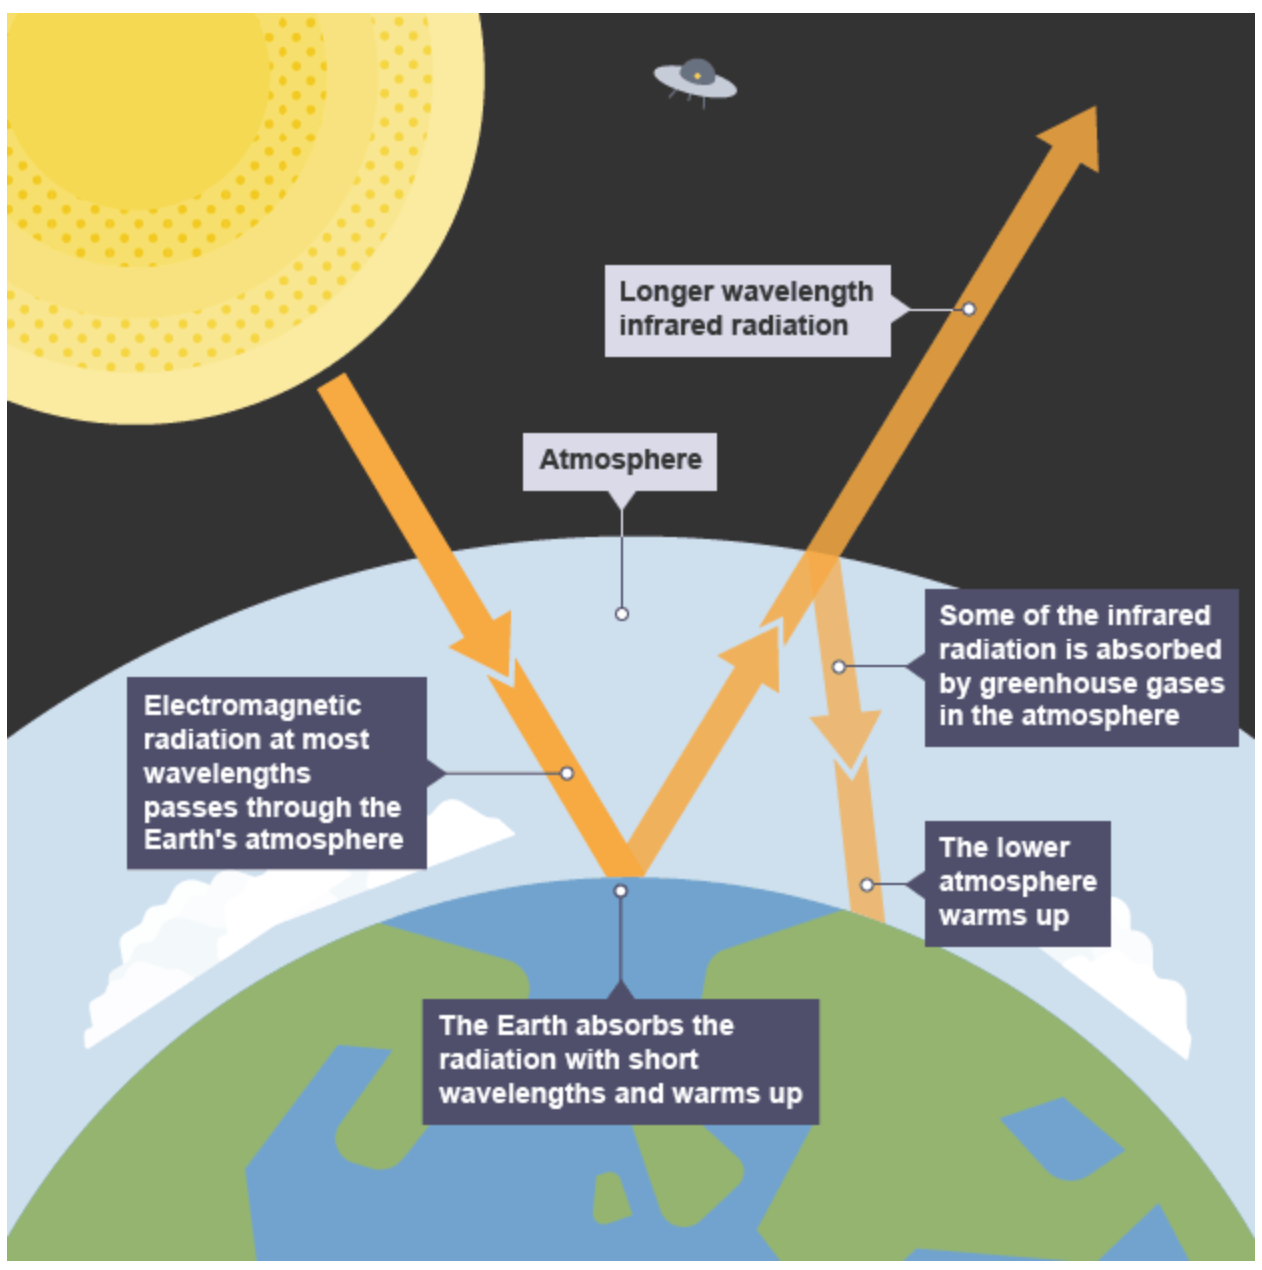 Longer wavelength
infrared radiation
Atmosphere
Some of the infrared
radiation is absorbed
by greenhouse gases
in the atmosphere
Electromagnetic
radiation at most
wavelengths
passes through the
Earth's atmosphere
The lower
atmosphere
warms up
The Earth absorbs the
radiation with short
wavelengths and warms up